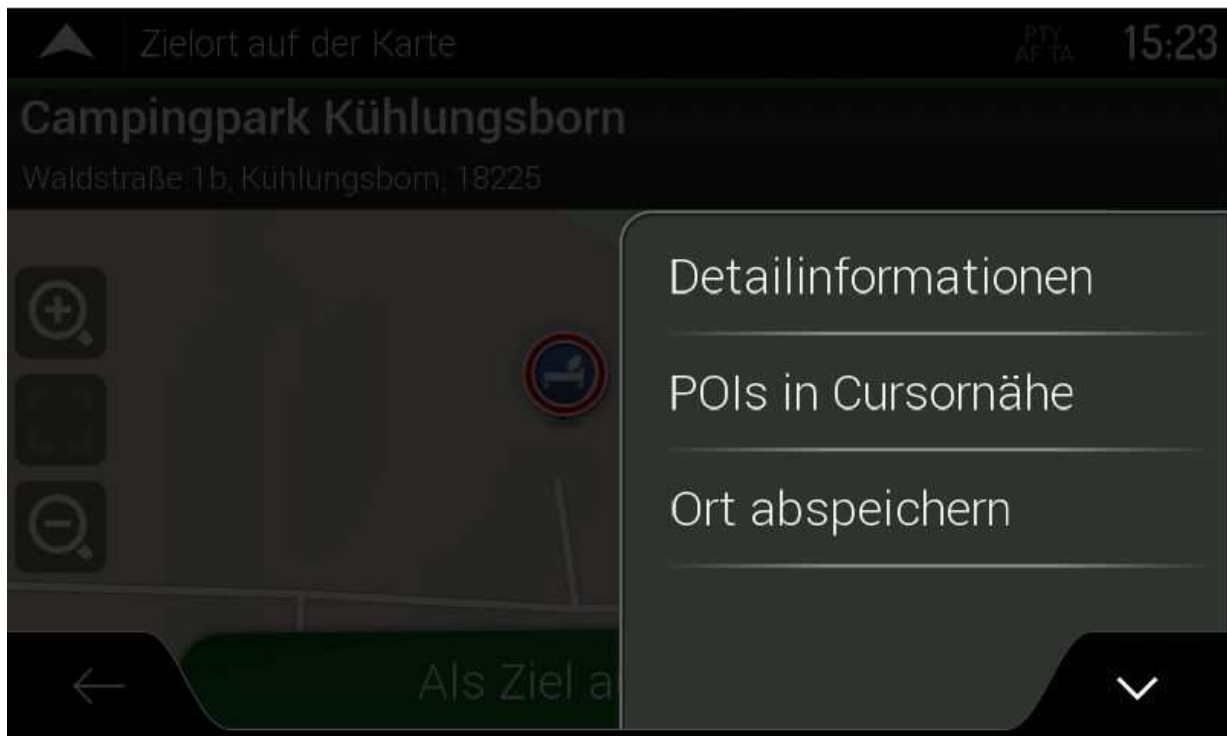 Zielort auf der Karte
PTY
AF TA
15:23
Campingpark Kühlungsborn
Waldstraße 1b, Kühlungsborn, 18225
Detailinformationen
POIs in Cursornähe
Ort abspeichern
Als Ziel a